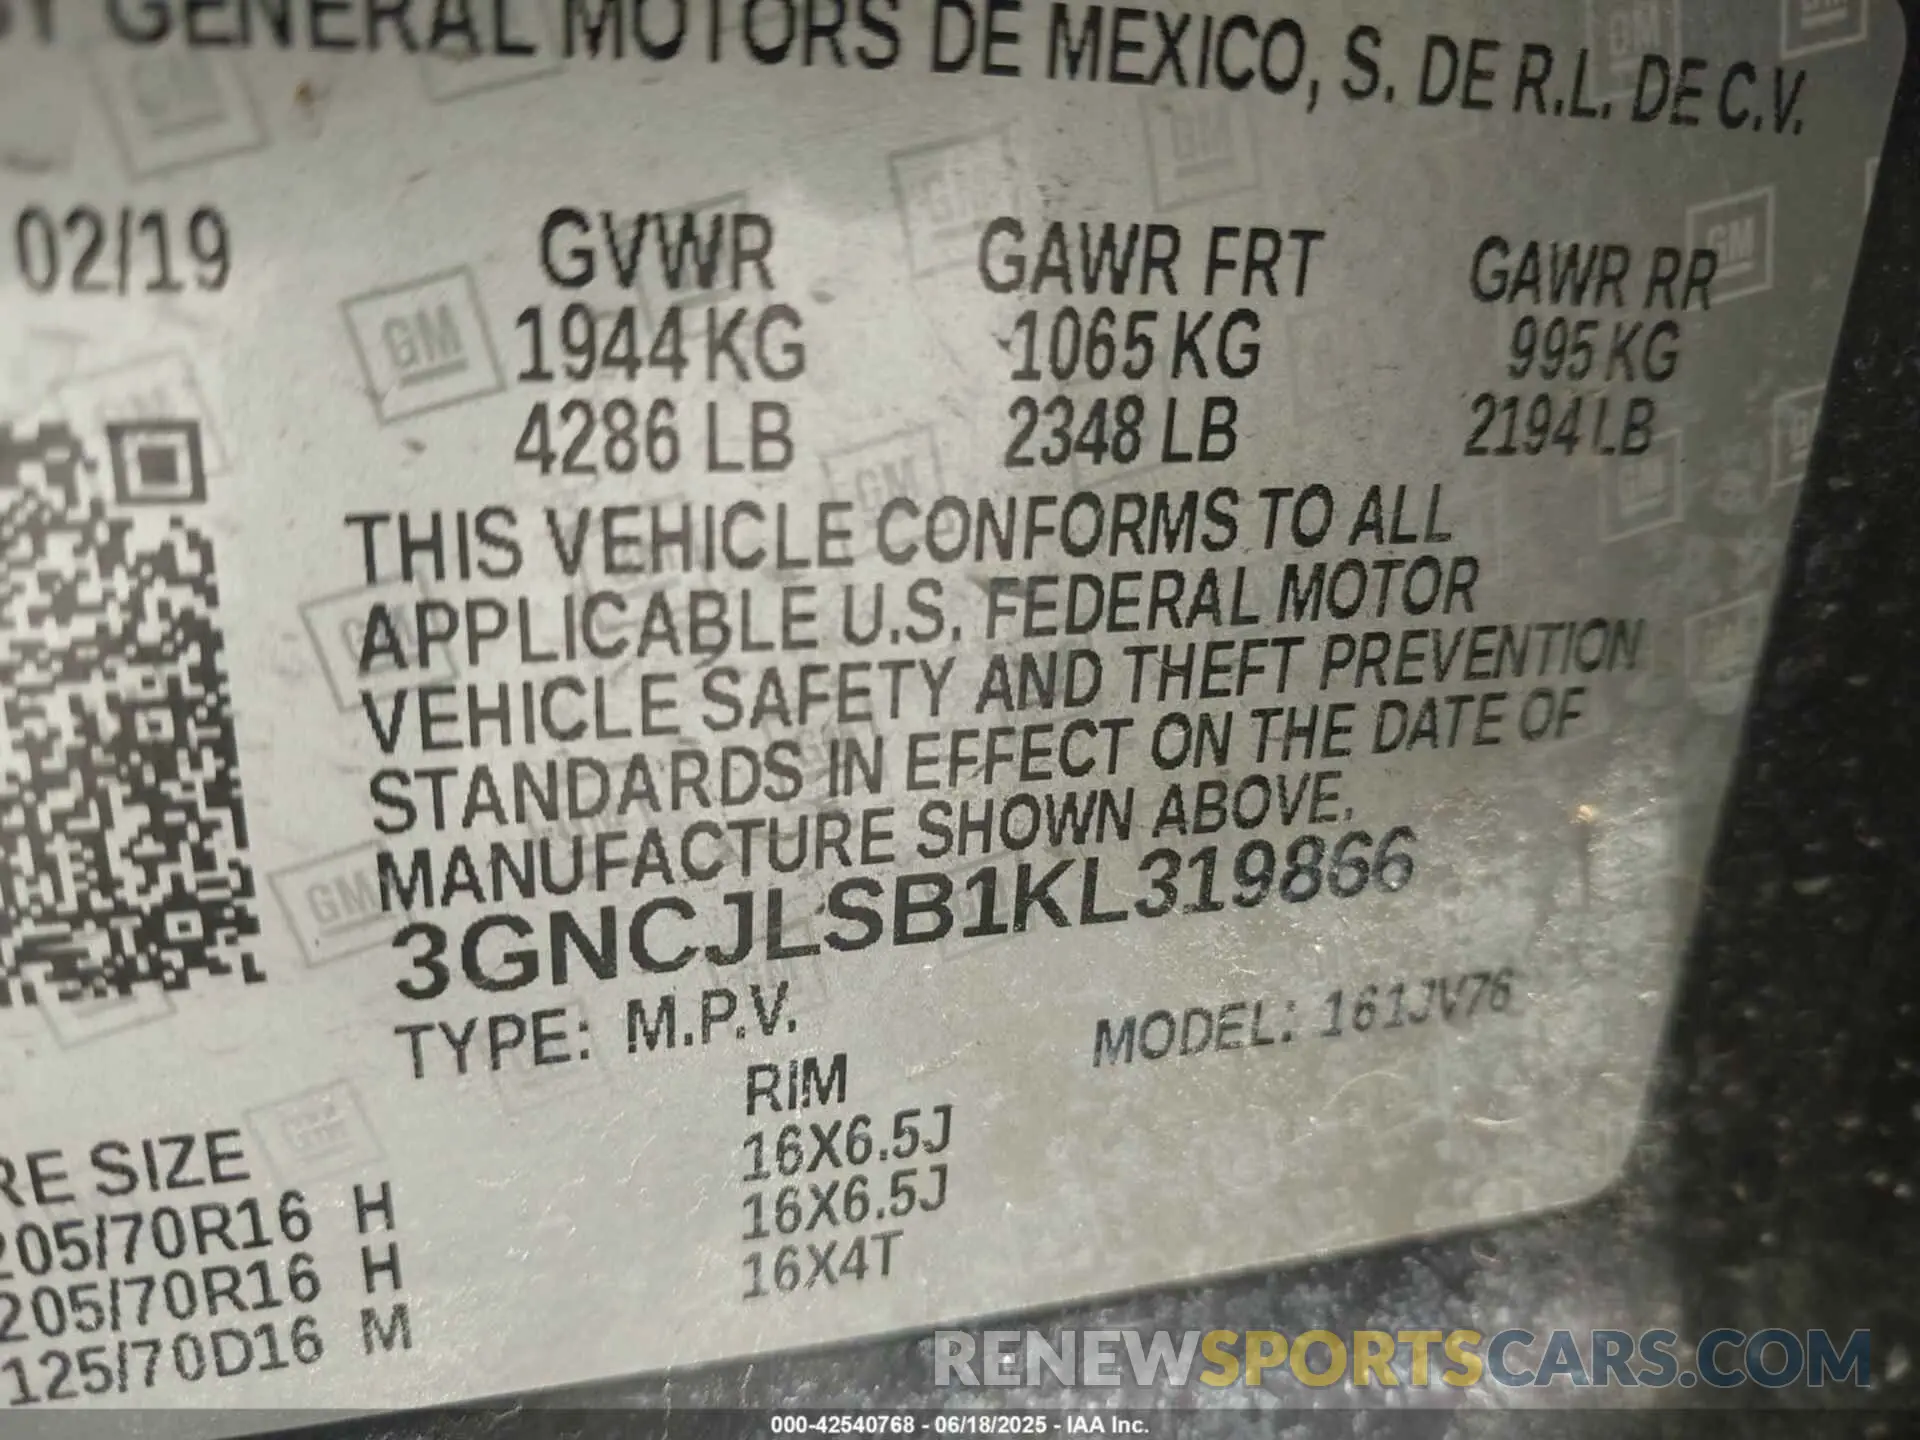 BY GENERAL MOTORS DE MEXICO, S. DE R.L. DE C.V.
02/19 GVWR GAWR FRT GAWR RR
1944 KG 1065 KG 995 KG
4286 LB 2348 LB 2194 LB
THIS VEHICLE CONFORMS TO ALL
APPLICABLE U.S. FEDERAL MOTOR
VEHICLE SAFETY AND THEFT PREVENTION
STANDARDS IN EFFECT ON THE DATE OF
MANUFACTURE SHOWN ABOVE.
3GNCJLSB1KL319866
TYPE: M.P.V. MODEL: 161JV76
RE SIZE RIM
205/70R16 H 16X6.5J
205/70R16 H 16X6.5J
125/70D16 M 16X4T
GM
RENEWSPORTSCARS.COM
000-42540768 - 06/18/2025 - IAA Inc.